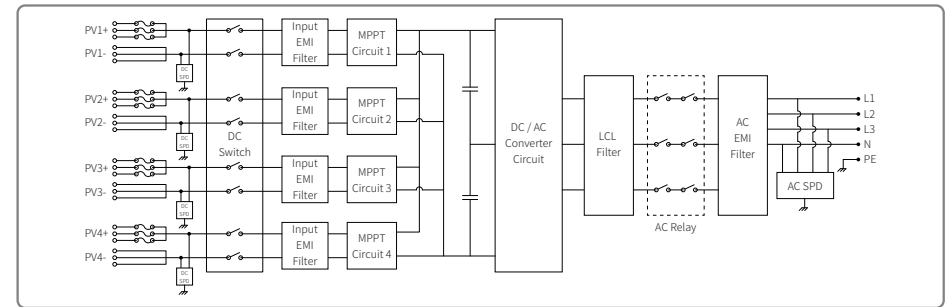 PV1+
PV1-
DC
SPD
Input
EMI
Filter
MPPT
Circuit 1
PV2+
PV2-
DC
SPD
Input
EMI
Filter
MPPT
Circuit 2
DC
Switch
PV3+
PV3-
DC
SPD
Input
EMI
Filter
MPPT
Circuit 3
PV4+
PV4-
DC
SPD
Input
EMI
Filter
MPPT
Circuit 4
DC / AC
Converter
Circuit
LCL
Filter
AC Relay
AC
EMI
Filter
AC SPD
L1
L2
L3
N
PE